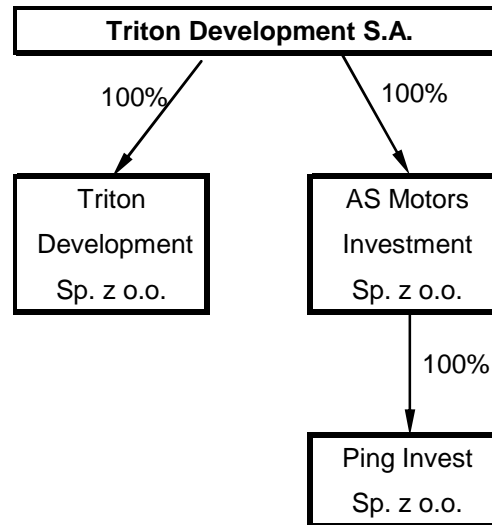 Triton Development S.A.
100%
100%
Triton
Development
Sp. z o.o.
AS Motors
Investment
Sp. z o.o.
100%
Ping Invest
Sp. z o.o.